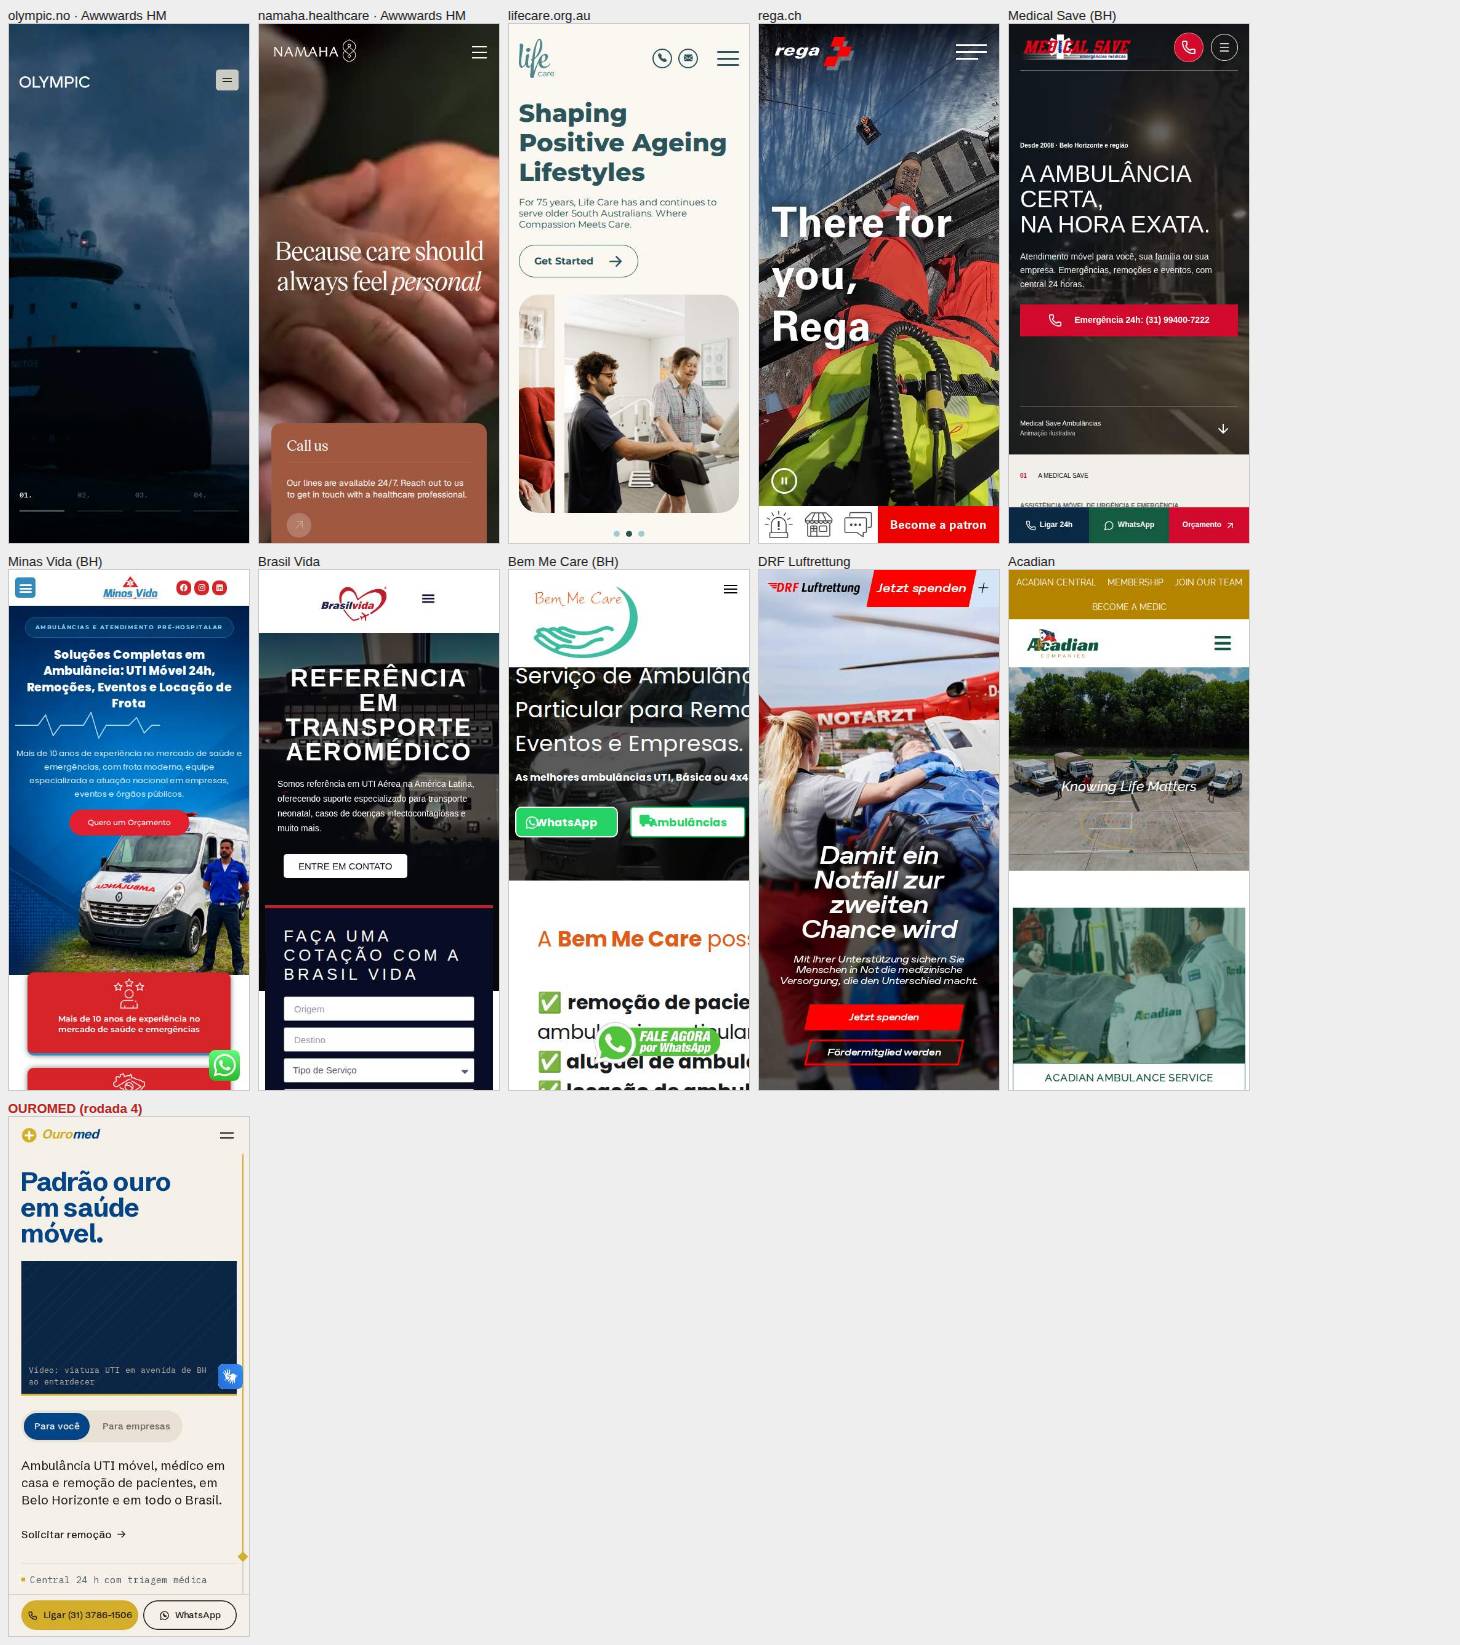 olympic.no · Awwwards HM
OLYMPIC
01.
02.
03.
04.
namaha.healthcare · Awwwards HM
NAMAHA
Because care should
always feel personal
Call us
Our lines are available 24/7. Reach out to us
to get in touch with a healthcare professional.
lifecare.org.au
life
care
Shaping
Positive Ageing
Lifestyles
For 75 years, Life Care has and continues to
serve older South Australians. Where
Compassion Meets Care.
Get Started
rega.ch
rega
There for
you,
Rega
Become a patron
Medical Save (BH)
MEDICAL SAVE
emergências médicas
Desde 2008 · Belo Horizonte e região
A AMBULÂNCIA
CERTA,
NA HORA EXATA.
Atendimento móvel para você, sua família ou sua
empresa. Emergências, remoções e eventos, com
central 24 horas.
Emergência 24h: (31) 99400-7222
Medical Save Ambulâncias
Animação ilustrativa
01 A MEDICAL SAVE
ASSISTÊNCIA MÓVEL DE URGÊNCIA E EMERGÊNCIA
Ligar 24h
WhatsApp
Orçamento
Minas Vida (BH)
Minas Vida
AMBULÂNCIAS E ATENDIMENTO PRÉ-HOSPITALAR
Soluções Completas em
Ambulância: UTI Móvel 24h,
Remoções, Eventos e Locação de
Frota
Mais de 10 anos de experiência no mercado de saúde e
emergências, com frota moderna, equipe
especializada e atuação nacional em empresas,
eventos e órgãos públicos.
Quero um Orçamento
AMBULÂNCIA
Mais de 10 anos de experiência no
mercado de saúde e emergências
Brasil Vida
Brasilvida
REFERÊNCIA
EM
TRANSPORTE
AEROMÉDICO
Somos referência em UTI Aérea na América Latina,
oferecendo suporte especializado para transporte
neonatal, casos de doenças infectocontagiosas e
muito mais.
ENTRE EM CONTATO
FAÇA UMA
COTAÇÃO COM A
BRASIL VIDA
Origem
Destino
Tipo de Serviço
Bem Me Care (BH)
Bem Me Care
Serviço de Ambulânc
Particular para Remo
Eventos e Empresas.
As melhores ambulâncias UTI, Básica ou 4x4
WhatsApp
Ambulâncias
A Bem Me Care poss
✅ remoção de pacie
FALE AGORA
por WhatsApp
✅ aluguel de ambul
DRF Luftrettung
DRF Luftrettung
Jetzt spenden
NOTARZT
Damit ein
Notfall zur
zweiten
Chance wird
Mit Ihrer Unterstützung sichern Sie
Menschen in Not die medizinische
Versorgung, die den Unterschied macht.
Jetzt spenden
Fördermitglied werden
Acadian
ACADIAN CENTRAL MEMBERSHIP JOIN OUR TEAM
BECOME A MEDIC
Acadian
COMPANIES
Knowing Life Matters
Acadian
ACADIAN AMBULANCE SERVICE
OUROMED (rodada 4)
Ouromed
Padrão ouro
em saúde
móvel.
Vídeo: viatura UTI em avenida de BH
ao entardecer
Para você
Para empresas
Ambulância UTI móvel, médico em
casa e remoção de pacientes, em
Belo Horizonte e em todo o Brasil.
Solicitar remoção →
Central 24 h com triagem médica
Ligar (31) 3786-1506
WhatsApp